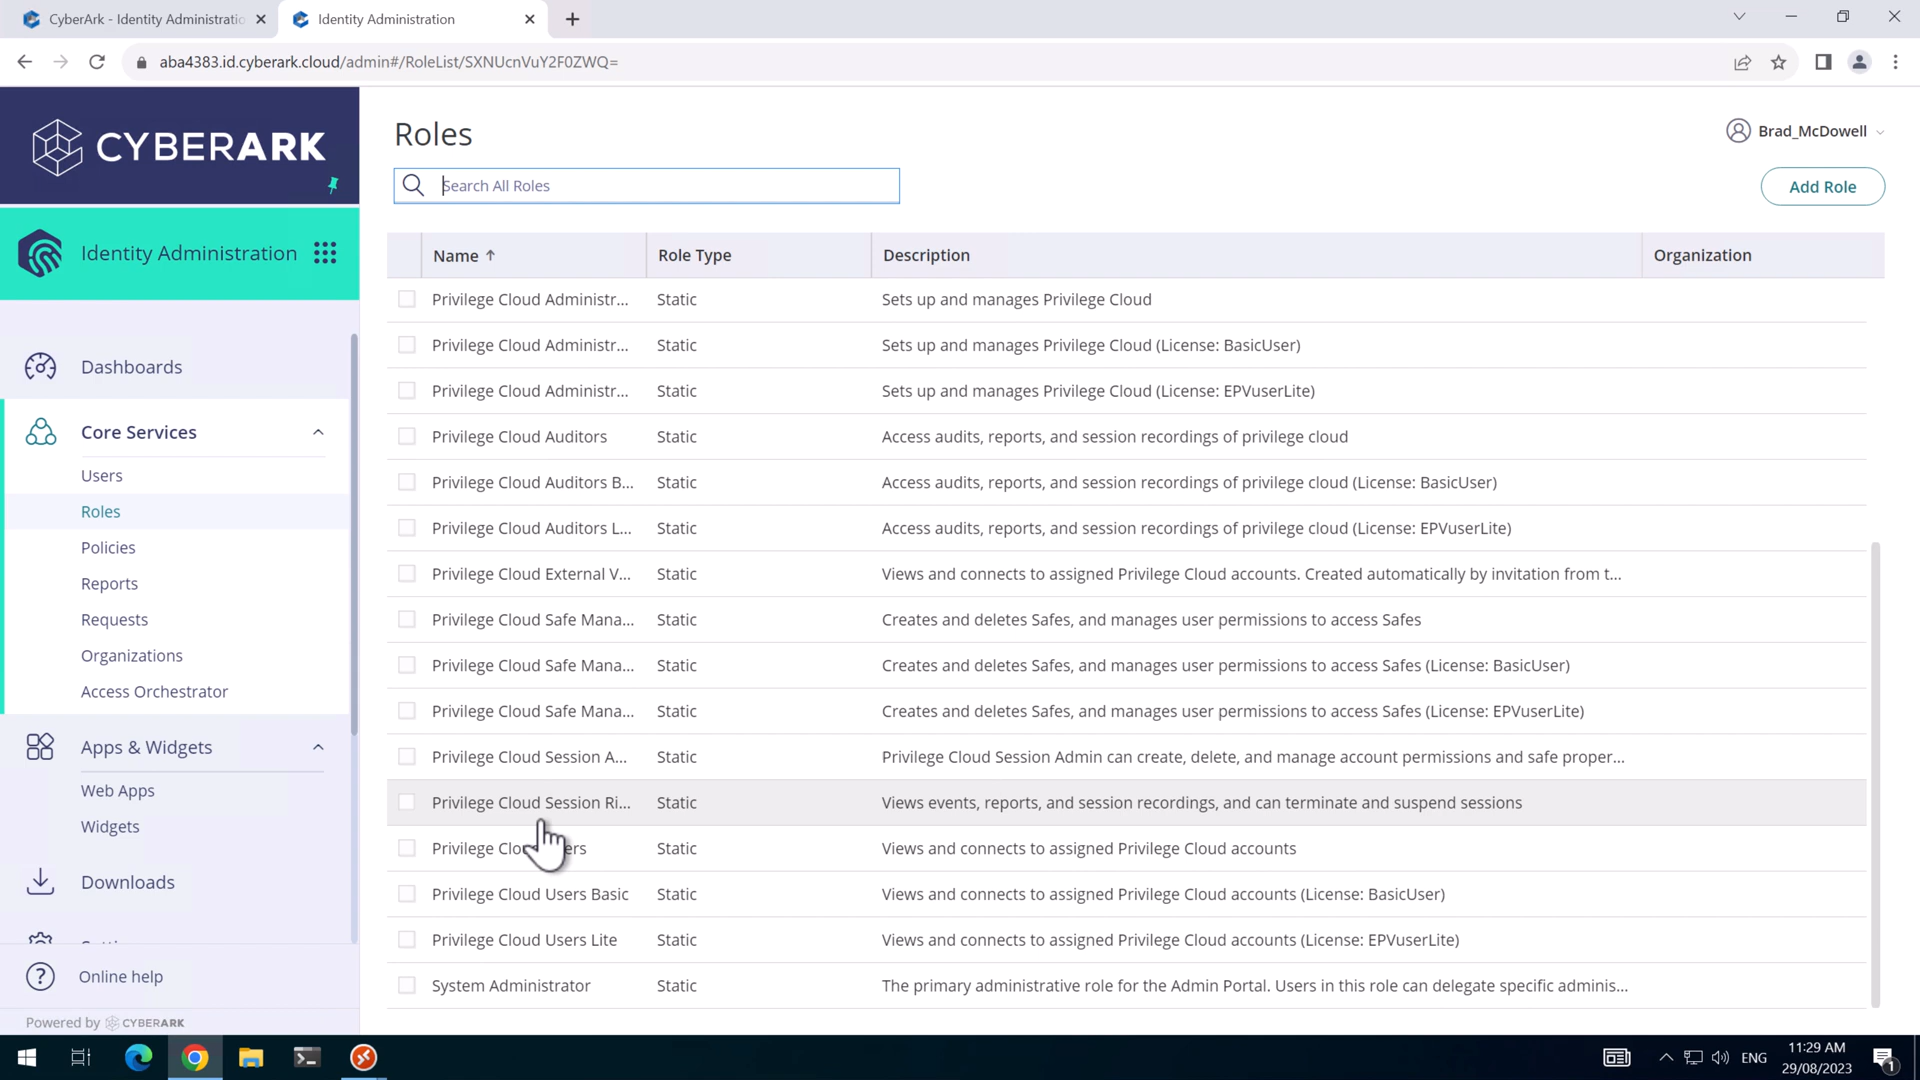 CyberArk - Identity Administratio
Identity Administration
aba4383.id.cyberark.cloud/admin#/RoleList/SXNUcnVuY2F0ZWQ=
CYBERARK
Identity Administration
Dashboards
Core Services
Users
Roles
Policies
Reports
Requests
Organizations
Access Orchestrator
Apps & Widgets
Web Apps
Widgets
Downloads
Online help
Powered by CYBERARK
Roles
Brad_McDowell
Search All Roles
Add Role
Name Role Type Description Organization
Privilege Cloud Administr... Static Sets up and manages Privilege Cloud
Privilege Cloud Administr... Static Sets up and manages Privilege Cloud (License: BasicUser)
Privilege Cloud Administr... Static Sets up and manages Privilege Cloud (License: EPVuserLite)
Privilege Cloud Auditors Static Access audits, reports, and session recordings of privilege cloud
Privilege Cloud Auditors B... Static Access audits, reports, and session recordings of privilege cloud (License: BasicUser)
Privilege Cloud Auditors L... Static Access audits, reports, and session recordings of privilege cloud (License: EPVuserLite)
Privilege Cloud External V... Static Views and connects to assigned Privilege Cloud accounts. Created automatically by invitation from t...
Privilege Cloud Safe Mana... Static Creates and deletes Safes, and manages user permissions to access Safes
Privilege Cloud Safe Mana... Static Creates and deletes Safes, and manages user permissions to access Safes (License: BasicUser)
Privilege Cloud Safe Mana... Static Creates and deletes Safes, and manages user permissions to access Safes (License: EPVuserLite)
Privilege Cloud Session A... Static Privilege Cloud Session Admin can create, delete, and manage account permissions and safe proper...
Privilege Cloud Session Ri... Static Views events, reports, and session recordings, and can terminate and suspend sessions
Privilege Static Views and connects to assigned Privilege Cloud accounts
Privilege Cloud Users Basic Static Views and connects to assigned Privilege Cloud accounts (License: BasicUser)
Privilege Cloud Users Lite Static Views and connects to assigned Privilege Cloud accounts (License: EPVuserLite)
System Administrator Static The primary administrative role for the Admin Portal. Users in this role can delegate specific adminis...
ENG
11:29 AM
29/08/2023
1